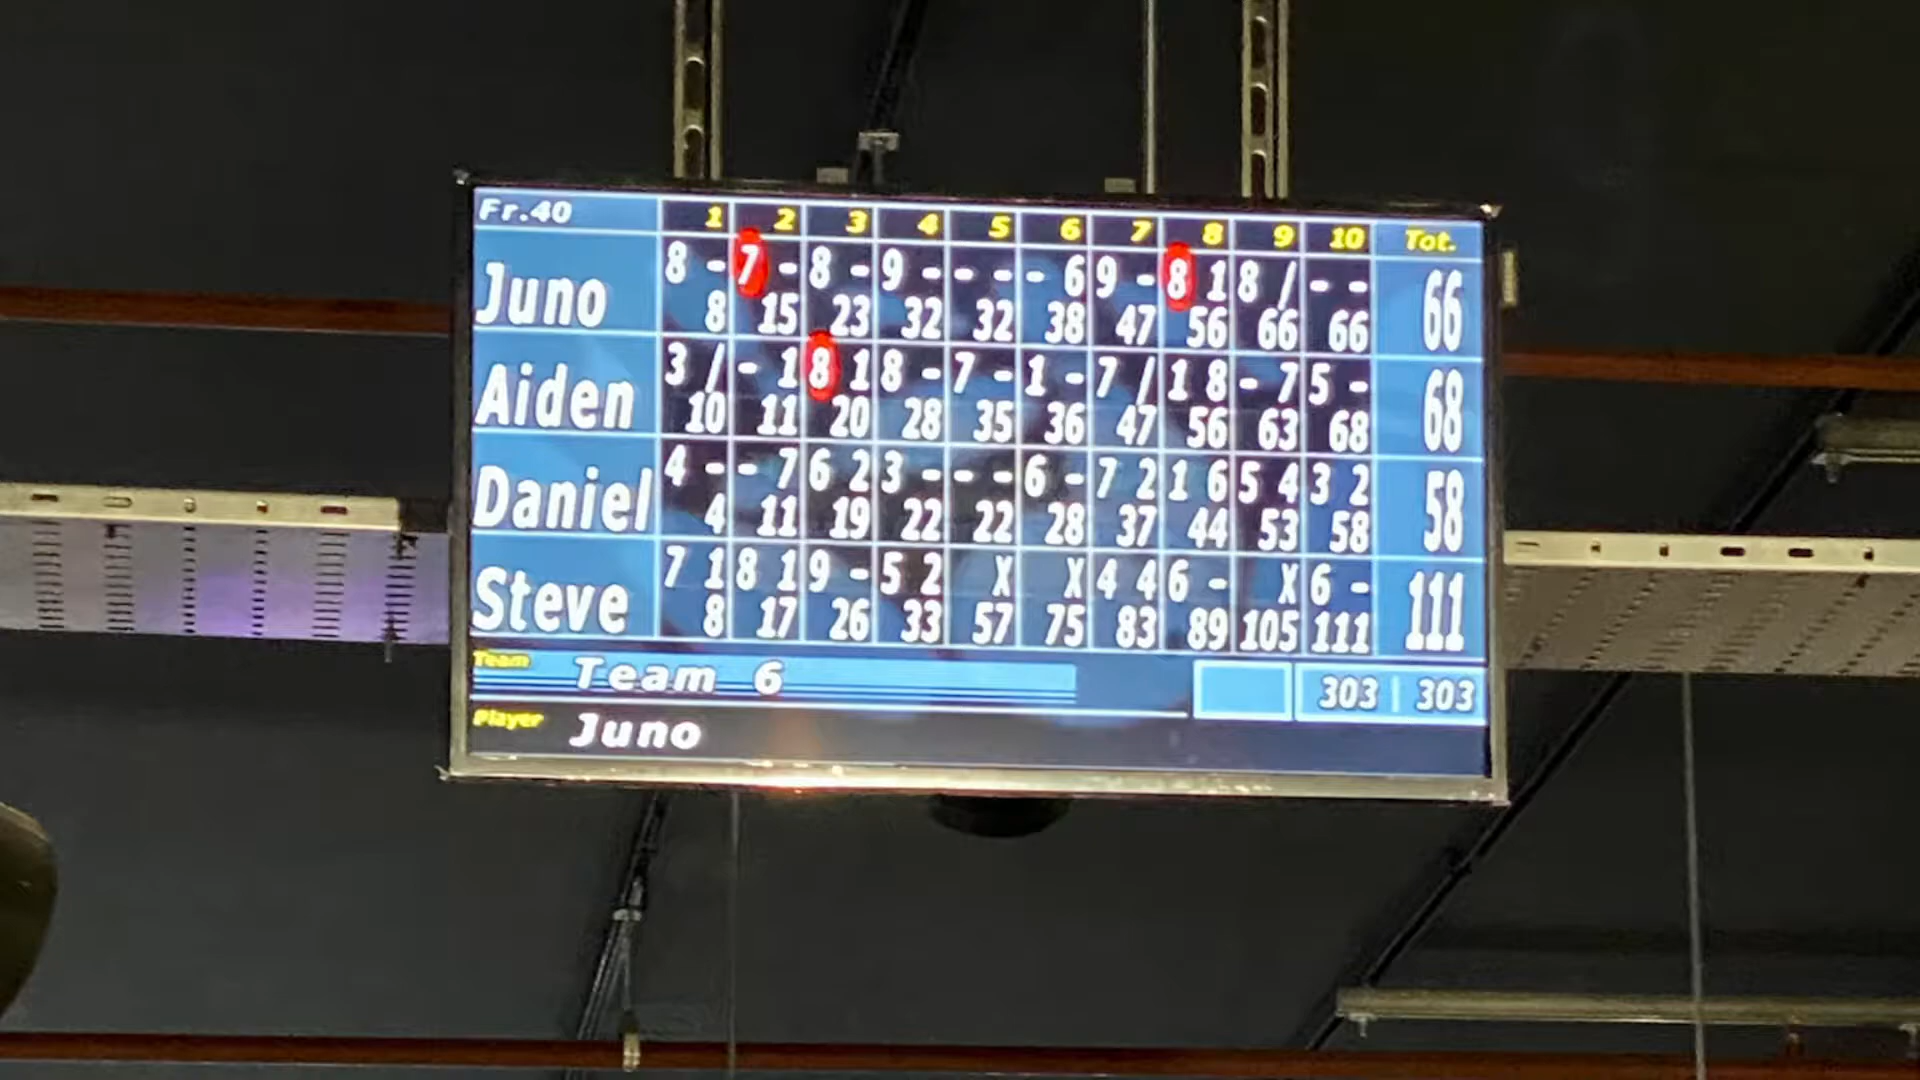 Fr.40 1 2 3 4 5 6 7 8 9 10 Tot.
Juno 8 - 7 - 8 - 9 - - - - 6 9 - 8 1 8 / - - 66
8 15 23 32 32 38 47 56 66 66
Aiden 3 / - 1 8 1 8 - 7 - 1 - 7 / 1 8 - 7 5 - 68
10 11 20 28 35 36 47 56 63 68
Daniel 4 - - 7 6 2 3 - - - 6 - 7 2 1 6 5 4 3 2 58
4 11 19 22 22 28 37 44 53 58
Steve 7 1 8 1 9 - 5 2 X X 4 4 6 - X 6 - 111
8 17 26 33 57 75 83 89 105 111
Team Team 6 303 | 303
Player Juno